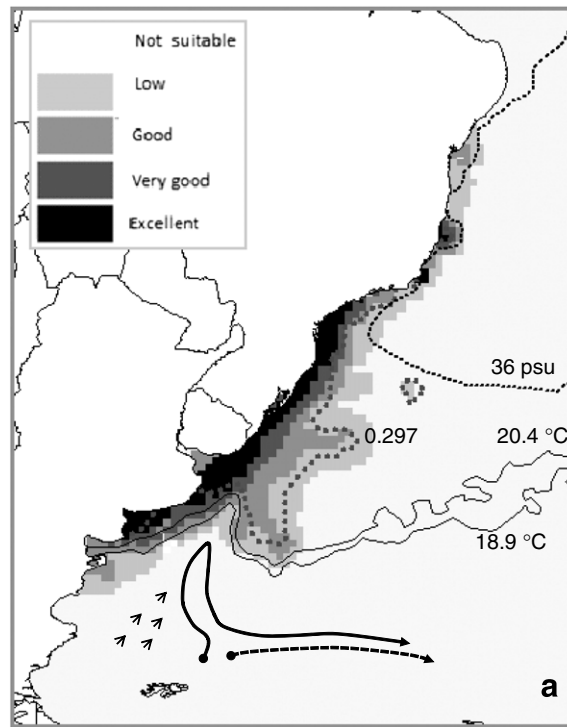 Not suitable
Low
Good
Very good
Excellent
36 psu
0.297
20.4 °C
18.9 °C
a